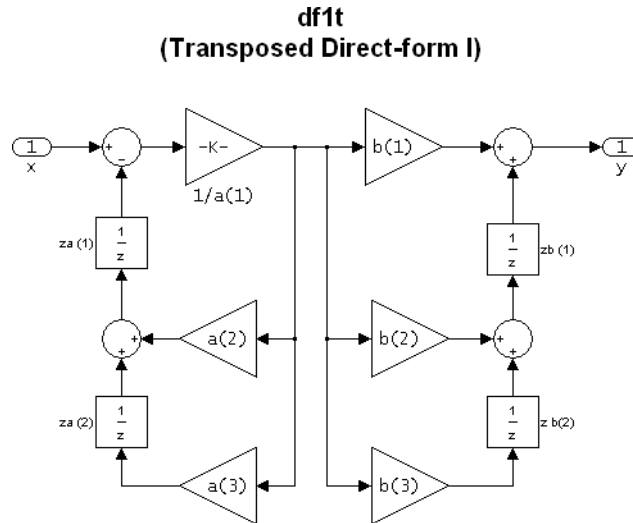 df1t
(Transposed Direct-form I)
1
x
+
−
-K-
1/a(1)
b(1)
+
+
1
y
za(1)
1
z
1
z
zb(1)
+
+
a(2)
b(2)
+
+
za(2)
1
z
1
z
zb(2)
a(3)
b(3)